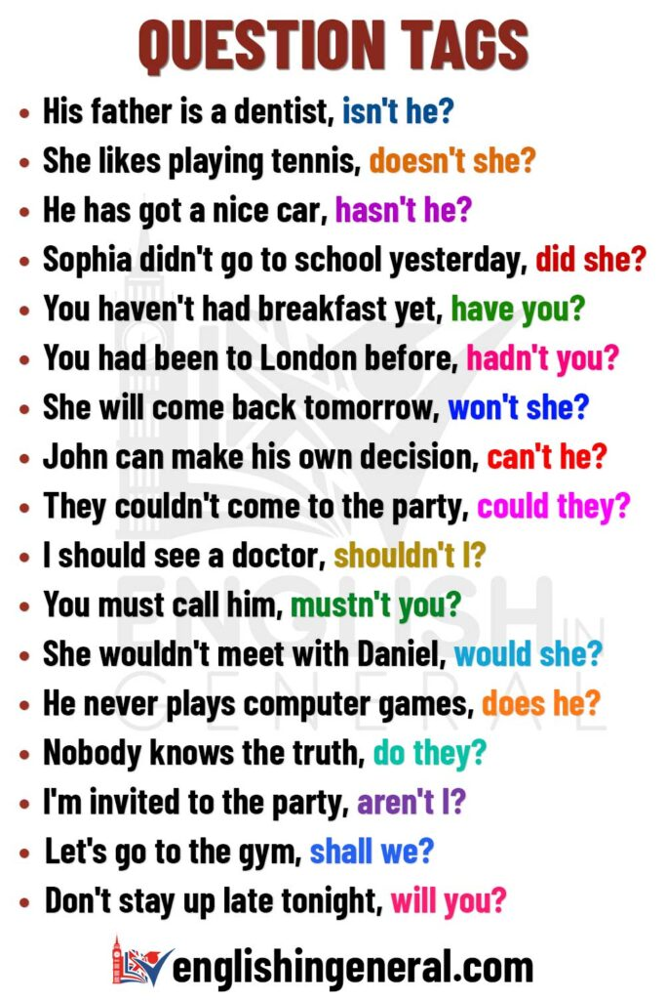 QUESTION TAGS
• His father is a dentist, isn't he?
• She likes playing tennis, doesn't she?
• He has got a nice car, hasn't he?
• Sophia didn't go to school yesterday, did she?
• You haven't had breakfast yet, have you?
• You had been to London before, hadn't you?
• She will come back tomorrow, won't she?
• John can make his own decision, can't he?
• They couldn't come to the party, could they?
• I should see a doctor, shouldn't I?
• You must call him, mustn't you?
• She wouldn't meet with Daniel, would she?
• He never plays computer games, does he?
• Nobody knows the truth, do they?
• I'm invited to the party, aren't I?
• Let's go to the gym, shall we?
• Don't stay up late tonight, will you?
ENGLISH IN
GENERAL
englishingeneral.com